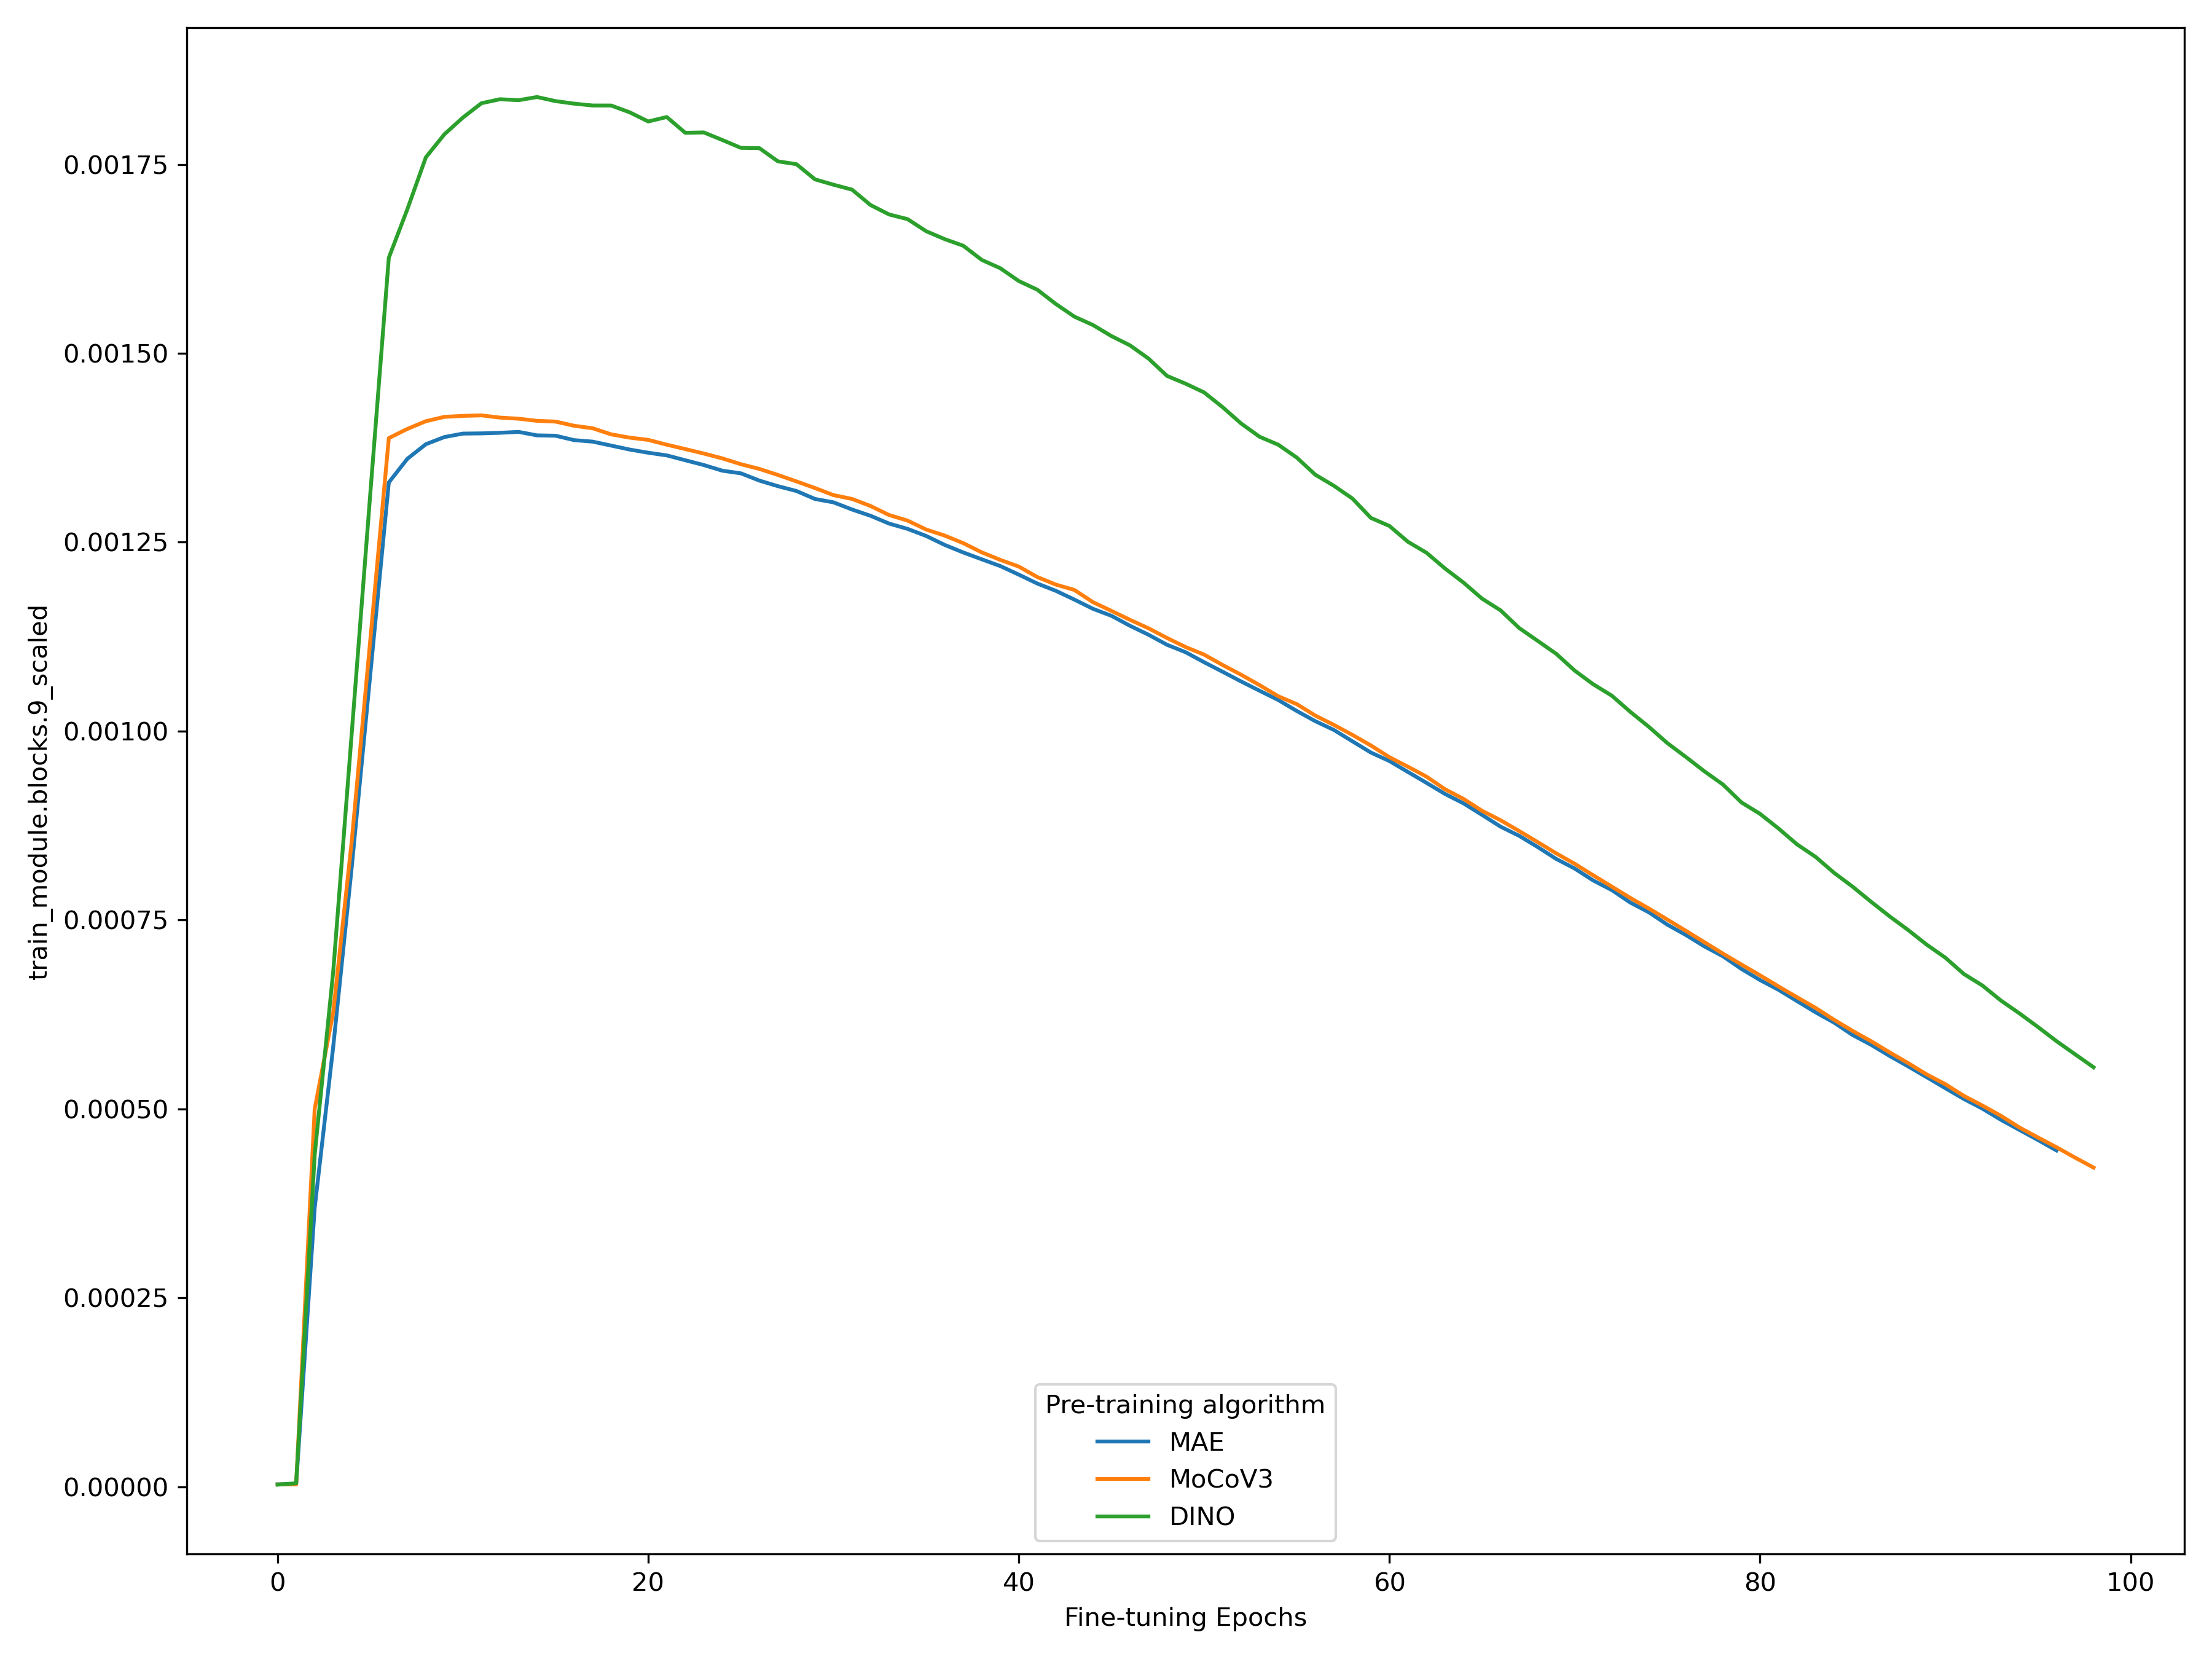 train_module.blocks.9_scaled
0.00175
0.00150
0.00125
0.00100
0.00075
0.00050
0.00025
0.00000
Pre-training algorithm
MAE
MoCoV3
DINO
0 20 40 60 80 100
Fine-tuning Epochs